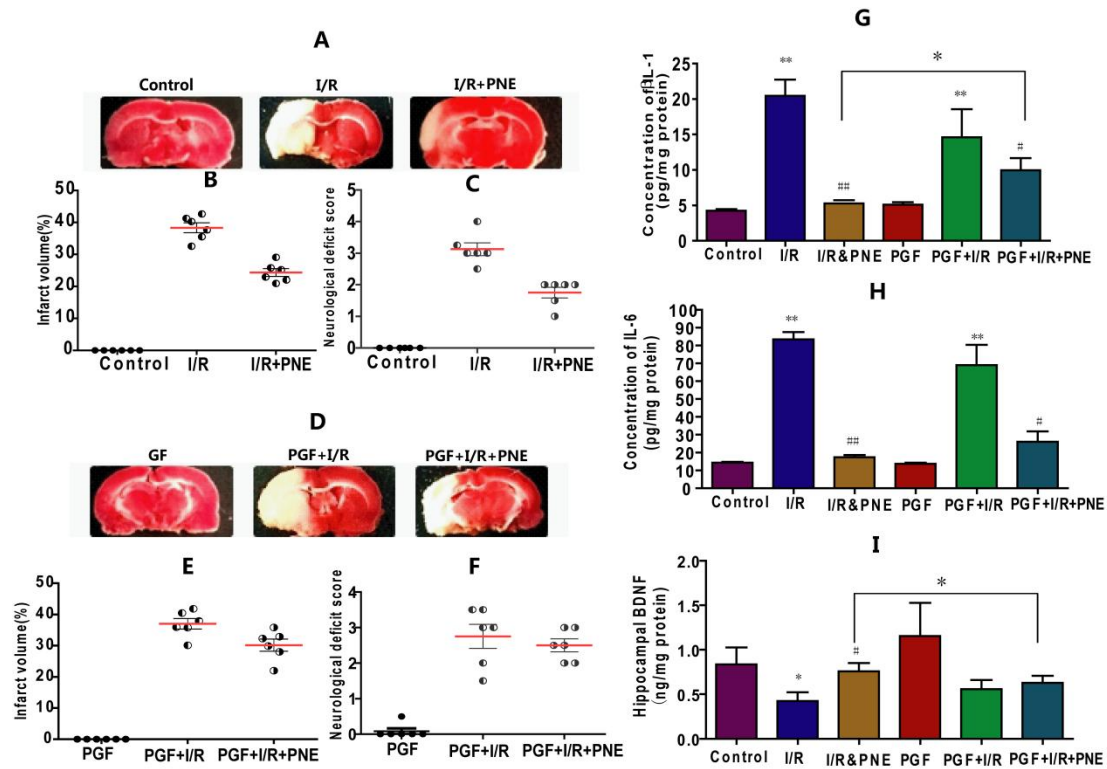 A
Control I/R I/R+PNE
B
Infarct volume(%)
50
40
30
20
10
0
Control I/R I/R+PNE
C
Neurological deficit score
5
4
3
2
1
0
Control I/R I/R+PNE
D
GF PGF+I/R PGF+I/R+PNE
E
Infarct volume(%)
50
40
30
20
10
0
PGF PGF+I/R PGF+I/R+PNE
F
Neurological deficit score
4
3
2
1
0
PGF PGF+I/R PGF+I/R+PNE
G
Concentration of βIL-1
(pg/mg protein)
25
20
15
10
5
0
** ## ** # *
Control I/R I/R&PNE PGF PGF+I/R PGF+I/R+PNE
H
Concentration of IL-6
(pg/mg protein)
100
90
80
70
60
50
40
30
20
10
0
** ## ** #
Control I/R I/R&PNE PGF PGF+I/R PGF+I/R+PNE
I
Hippocampal BDNF
(ng/mg protein)
2.0
1.5
1.0
0.5
0.0
* # *
Control I/R I/R&PNE PGF PGF+I/R PGF+I/R+PNE